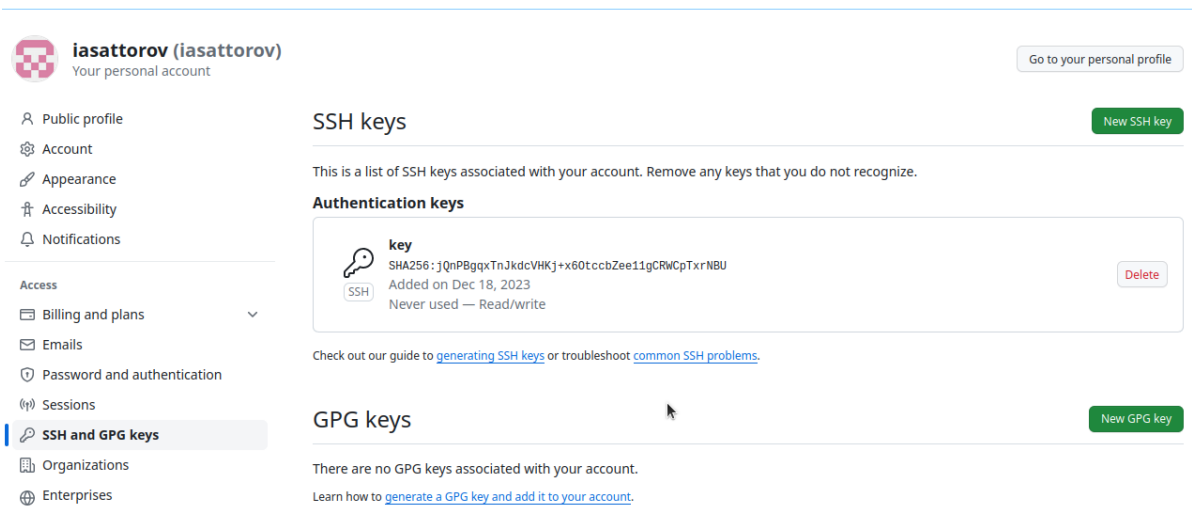 iasattorov (iasattorov)
Your personal account
Go to your personal profile
Public profile
Account
Appearance
Accessibility
Notifications
Access
Billing and plans
Emails
Password and authentication
Sessions
SSH and GPG keys
Organizations
Enterprises
SSH keys
New SSH key
This is a list of SSH keys associated with your account. Remove any keys that you do not recognize.
Authentication keys
key
SHA256:jQnPBgqxTnJkdcVHKj+x6OtccbZee11gCRWCpTxrNBU
SSH
Added on Dec 18, 2023
Never used — Read/write
Delete
Check out our guide to generating SSH keys or troubleshoot common SSH problems.
GPG keys
New GPG key
There are no GPG keys associated with your account.
Learn how to generate a GPG key and add it to your account.